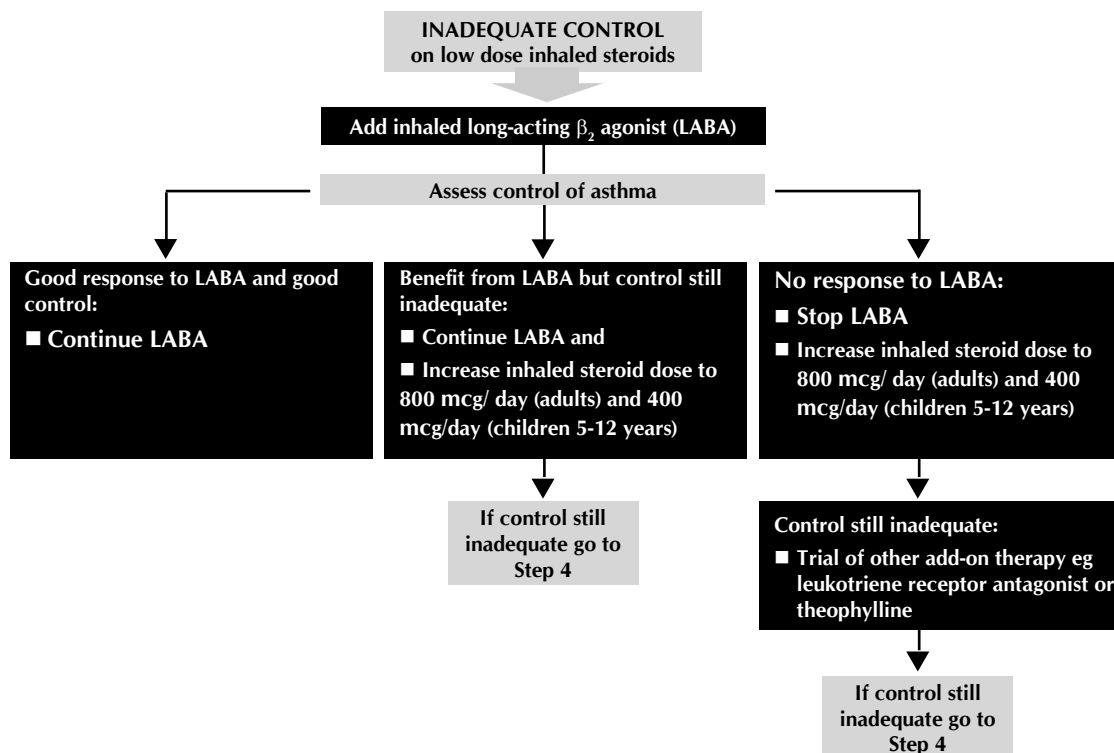 INADEQUATE CONTROL
on low dose inhaled steroids
Add inhaled long-acting β₂ agonist (LABA)
Assess control of asthma
Good response to LABA and good
control:
■ Continue LABA
Benefit from LABA but control still
inadequate:
■ Continue LABA and
■ Increase inhaled steroid dose to
800 mcg/ day (adults) and 400
mcg/day (children 5-12 years)
If control still
inadequate go to
Step 4
No response to LABA:
■ Stop LABA
■ Increase inhaled steroid dose to
800 mcg/ day (adults) and 400
mcg/day (children 5-12 years)
Control still inadequate:
■ Trial of other add-on therapy eg
leukotriene receptor antagonist or
theophylline
If control still
inadequate go to
Step 4